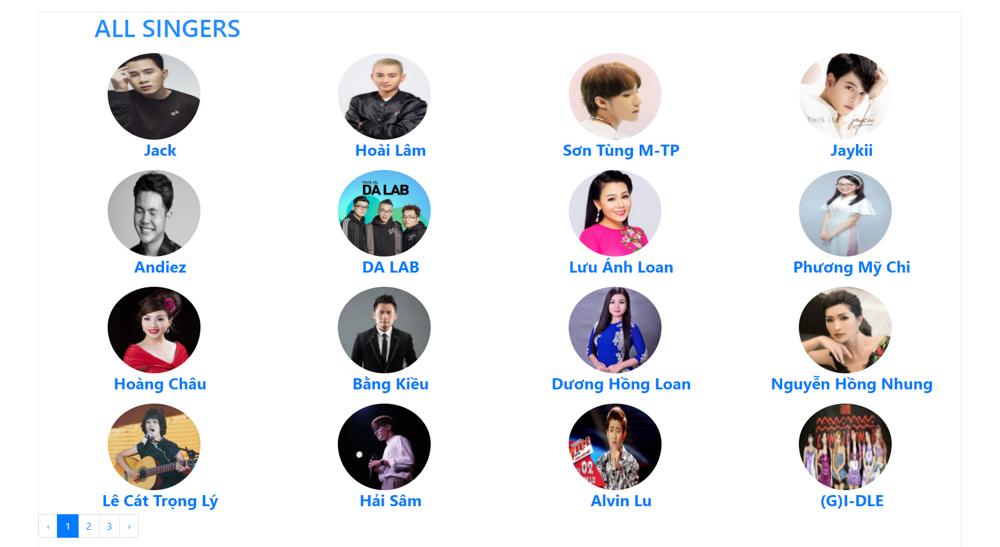 ALL SINGERS
THIS IS jaykii
Jack
Hoài Lâm
Sơn Tùng M-TP
Jaykii
THIS IS:
DA LAB
Andiez
DA LAB
Lưu Ánh Loan
Phương Mỹ Chi
Hoàng Châu
Bằng Kiều
Dương Hồng Loan
Nguyễn Hồng Nhung
Việt
02
Lê Cát Trọng Lý
Hải Sâm
Alvin Lu
(G)I-DLE
‹ 1 2 3 ›